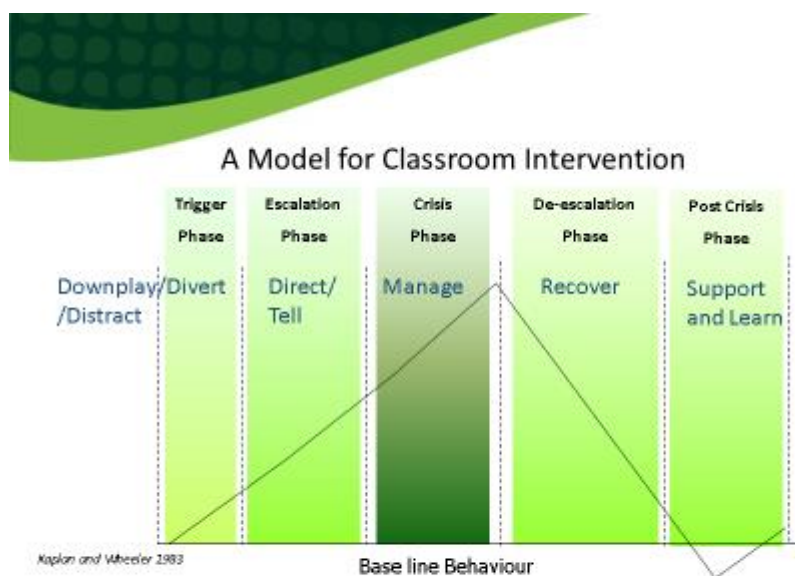 A Model for Classroom Intervention
Trigger
Phase
Escalation
Phase
Crisis
Phase
De-escalation
Phase
Post Crisis
Phase
Downplay/Divert
/Distract
Direct/
Tell
Manage
Recover
Support
and Learn
Kaplan and Wheeler 1983
Base line Behaviour